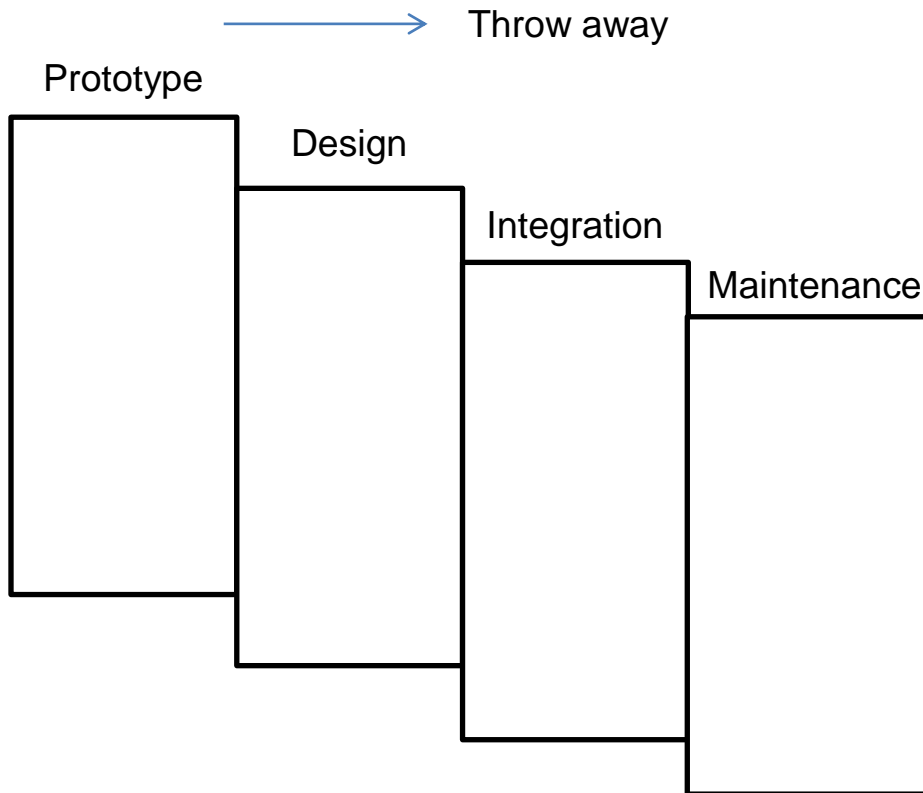 Throw away
Prototype
Design
Integration
Maintenance